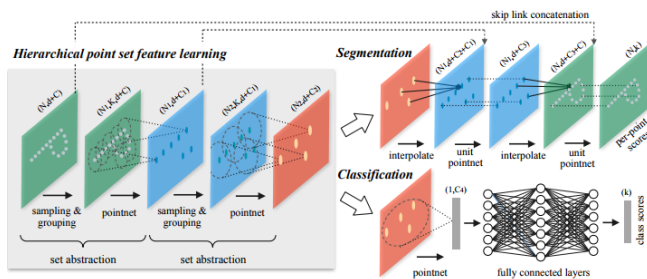 skip link concatenation
Hierarchical point set feature learning
Segmentation
(N,d+C)
(N1,K,d+C)
(N1,d+C1)
(N2,K,d+C1)
(N2,d+C2)
(N1,d+C2+C1)
(N1,d+C3)
(N,d+C3+C)
(N,k)
interpolate
unit
pointnet
interpolate
unit
pointnet
per-point
scores
sampling &
grouping
pointnet
sampling &
grouping
pointnet
set abstraction
set abstraction
Classification
(1,C4)
(k)
class scores
pointnet
fully connected layers